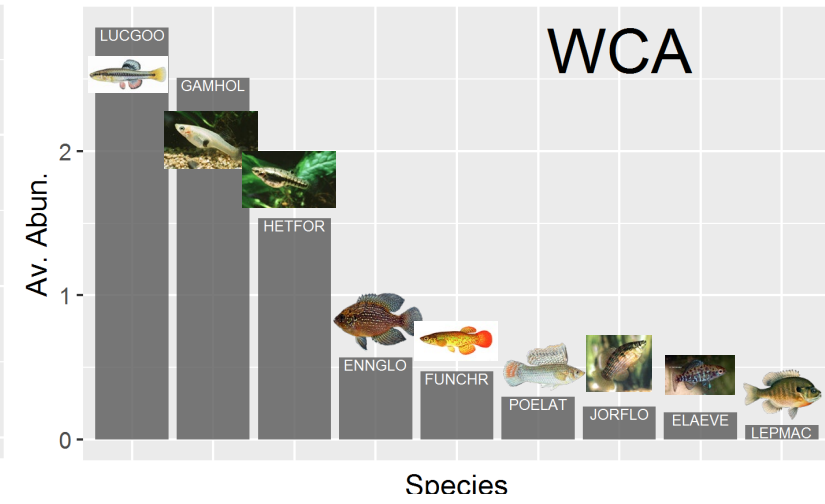 WCA
LUCGOO
GAMHOL
HETFOR
ENNGLO
FUNCHR
POELAT
JORFLO
ELAEVE
LEPMAC
Av. Abun.
2
1
0
Species